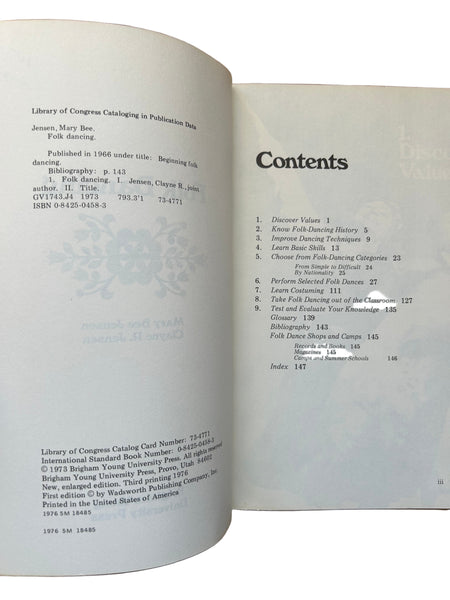 Library of Congress Cataloging in Publication Data
Jensen, Mary Bee.
Folk dancing.
Published in 1966 under title: Beginning folk
dancing.
Bibliography: p. 143
1. Folk dancing. I. Jensen, Clayne R., joint
author. II. Title.
GV1743.J4 1973 793.3'1 73-4771
ISBN 0-8425-0458-3
Mary Bee Jensen
Clayne R. Jensen
Library of Congress Catalog Card Number: 73-4771
International Standard Book Number: 0-8425-0458-3
© 1973 Brigham Young University Press. All rights reserved.
Brigham Young University Press, Provo, Utah 84602
New, enlarged edition. Third printing 1976
First edition © by Wadsworth Publishing Company, Inc.
Printed in the United States of America
1976 5M 18485
1976 5M 18485
University Press
Discov
Value
Contents
1. Discover Values 1
2. Know Folk-Dancing History 5
3. Improve Dancing Techniques 9
4. Learn Basic Skills 13
5. Choose from Folk-Dancing Categories 23
From Simple to Difficult 24
By Nationality 25
6. Perform Selected Folk Dances 27
7. Learn Costuming 111
8. Take Folk Dancing out of the Classroom 127
9. Test and Evaluate Your Knowledge 135
Glossary 139
Bibliography 143
Folk Dance Shops and Camps 145
Records and Books 145
Magazines 145
Camps and Summer Schools 146
Index 147
iii